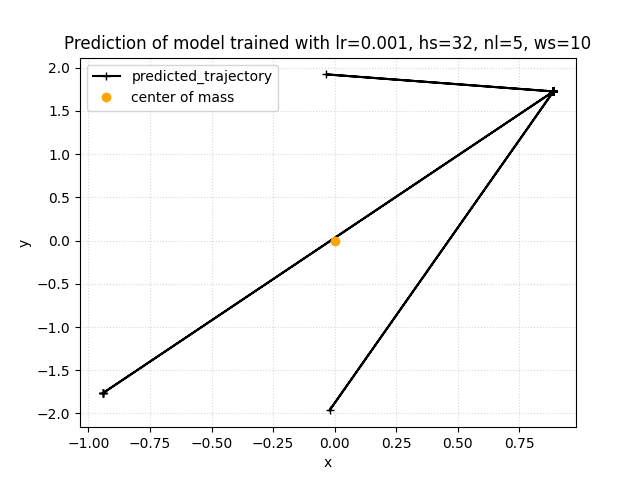 Prediction of model trained with lr=0.001, hs=32, nl=5, ws=10
predicted_trajectory
center of mass
2.0
1.5
1.0
0.5
0.0
−0.5
−1.0
−1.5
−2.0
y
−1.00 −0.75 −0.50 −0.25 0.00 0.25 0.50 0.75
x